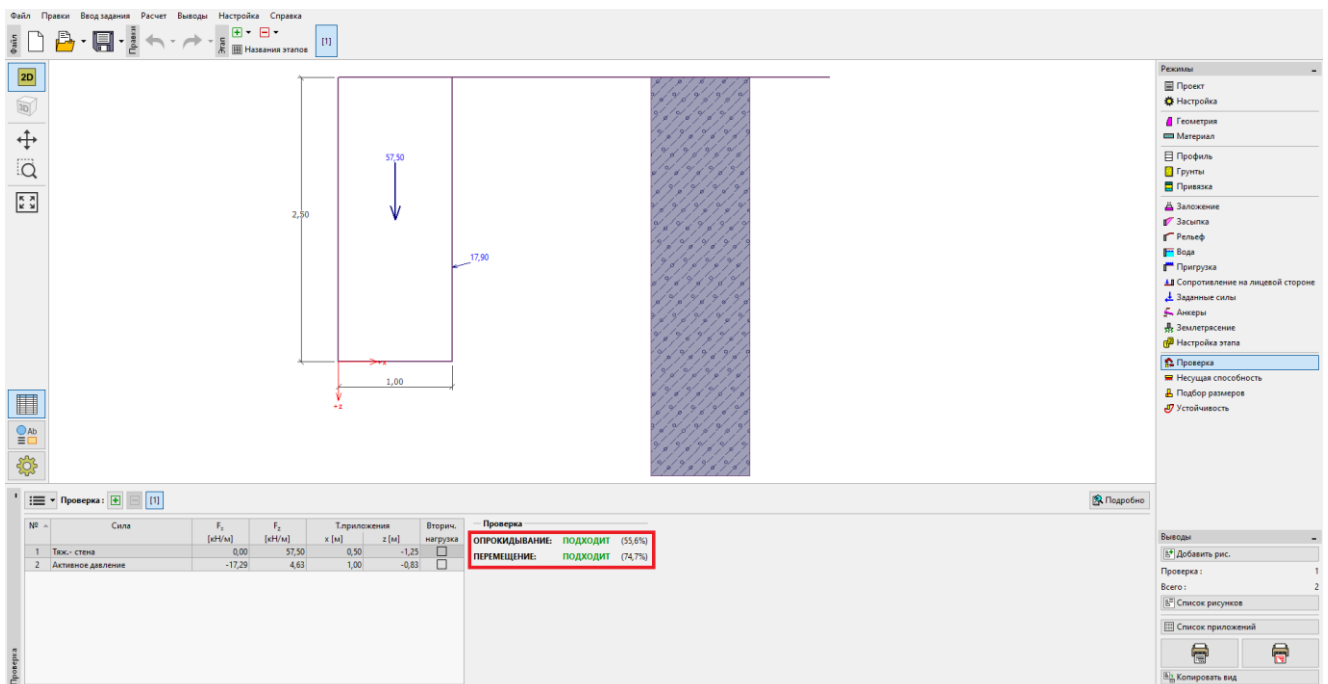 Файл Правки Ввод задания Расчет Выводы Настройка Справка
Файл
Правки
Этап
Названия этапов
[1]
2D
3D
Ab
57,50
2,50
17,90
+x
1,00
+z
Режимы
Проект
Настройка
Геометрия
Материал
Профиль
Грунты
Привязка
Заложение
Засыпка
Рельеф
Вода
Пригрузка
Сопротивление на лицевой стороне
Заданные силы
Анкеры
Землетрясение
Настройка этапа
Проверка
Несущая способность
Подбор размеров
Устойчивость
Проверка : [1]
Подробно
№ Сила Fx Fz Т.приложения Вторич.
[кН/м] [кН/м] x [м] z [м] нагрузка
1 Тяж.- стена 0,00 57,50 0,50 -1,25
2 Активное давление -17,29 4,63 1,00 -0,83
Проверка
ОПРОКИДЫВАНИЕ: ПОДХОДИТ (55,6%)
ПЕРЕМЕЩЕНИЕ: ПОДХОДИТ (74,7%)
Проверка
Выводы
Добавить рис.
Проверка : 1
Всего : 2
Список рисунков
Список приложений
Копировать вид